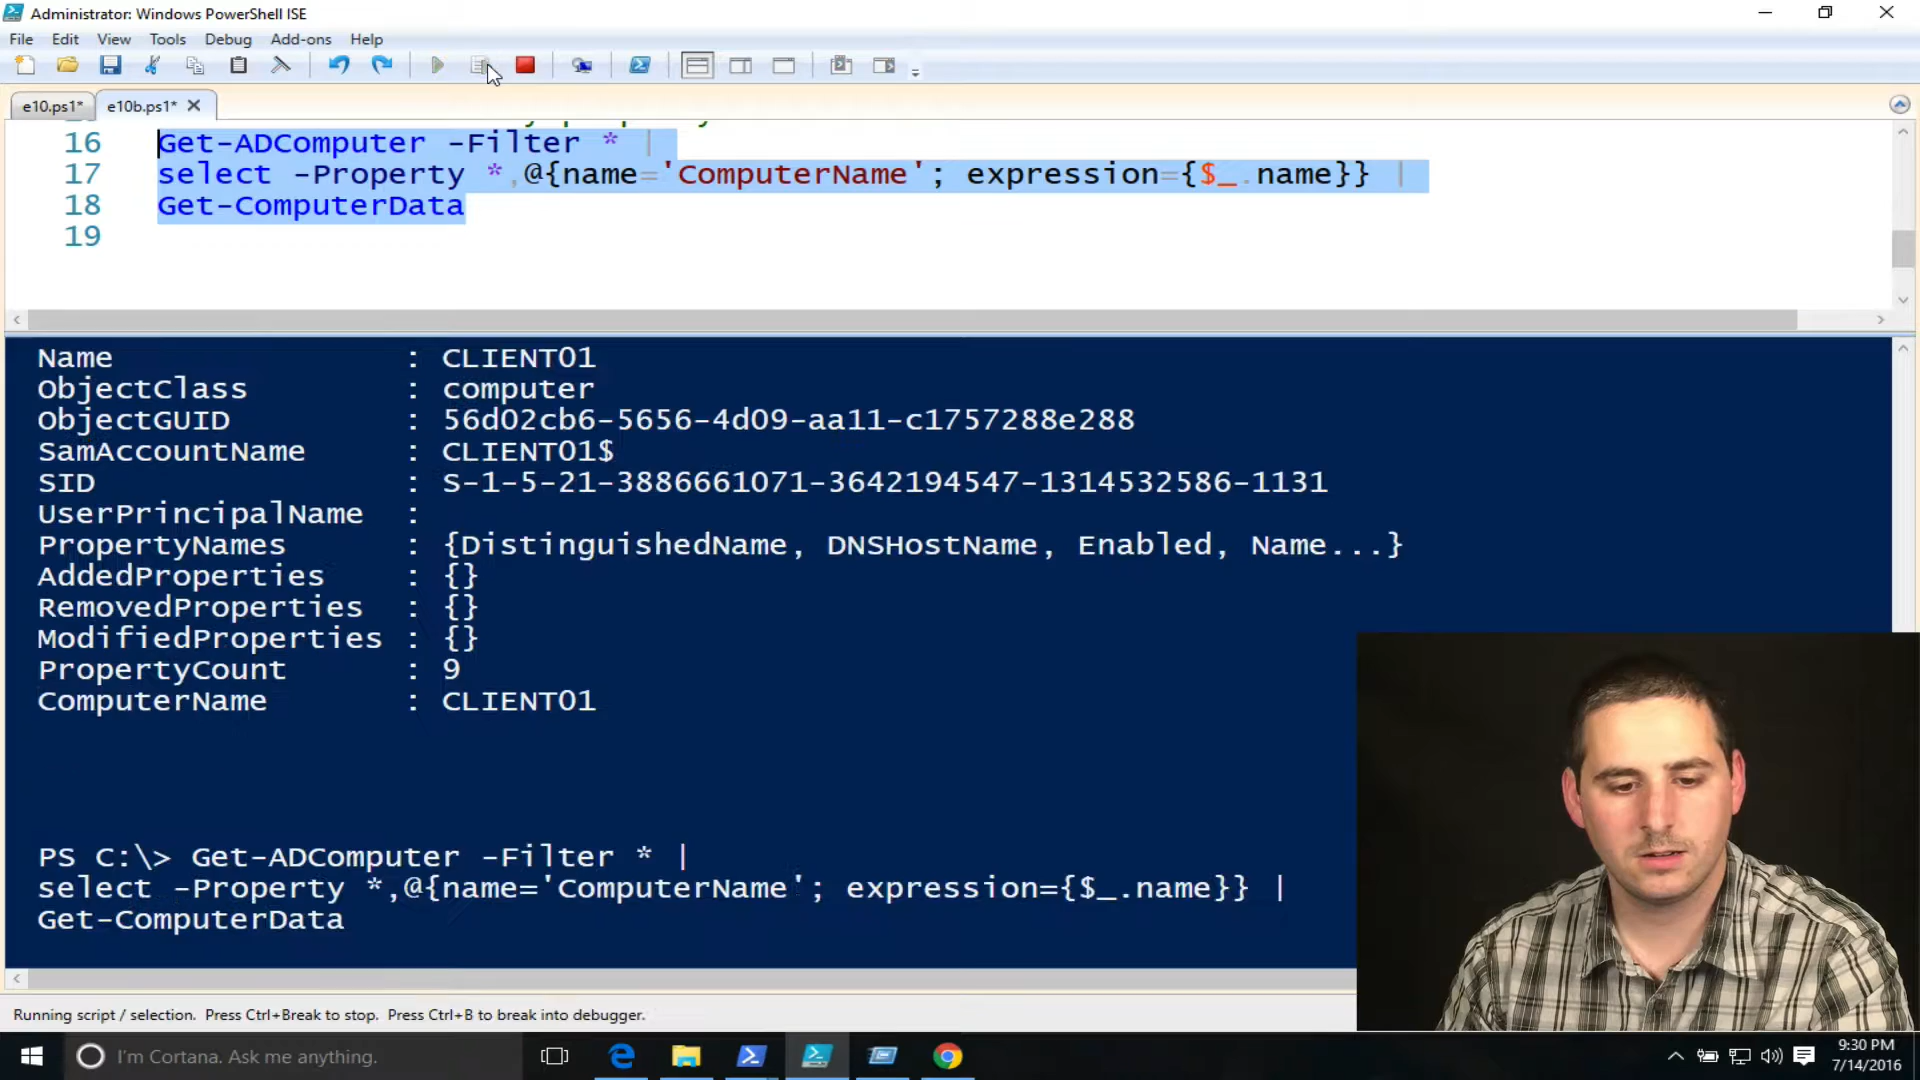 Administrator: Windows PowerShell ISE
File Edit View Tools Debug Add-ons Help
e10.ps1* e10b.ps1*
16 Get-ADComputer -Filter * |
17 select -Property *,@{name='ComputerName'; expression={$_.name}} |
18 Get-ComputerData
19
Name : CLIENT01
ObjectClass : computer
ObjectGUID : 56d02cb6-5656-4d09-aa11-c1757288e288
SamAccountName : CLIENT01$
SID : S-1-5-21-3886661071-3642194547-1314532586-1131
UserPrincipalName :
PropertyNames : {DistinguishedName, DNSHostName, Enabled, Name...}
AddedProperties : {}
RemovedProperties : {}
ModifiedProperties : {}
PropertyCount : 9
ComputerName : CLIENT01
PS C:\> Get-ADComputer -Filter * |
select -Property *,@{name='ComputerName'; expression={$_.name}} |
Get-ComputerData
Running script / selection. Press Ctrl+Break to stop. Press Ctrl+B to break into debugger.
I'm Cortana. Ask me anything.
9:30 PM
7/14/2016